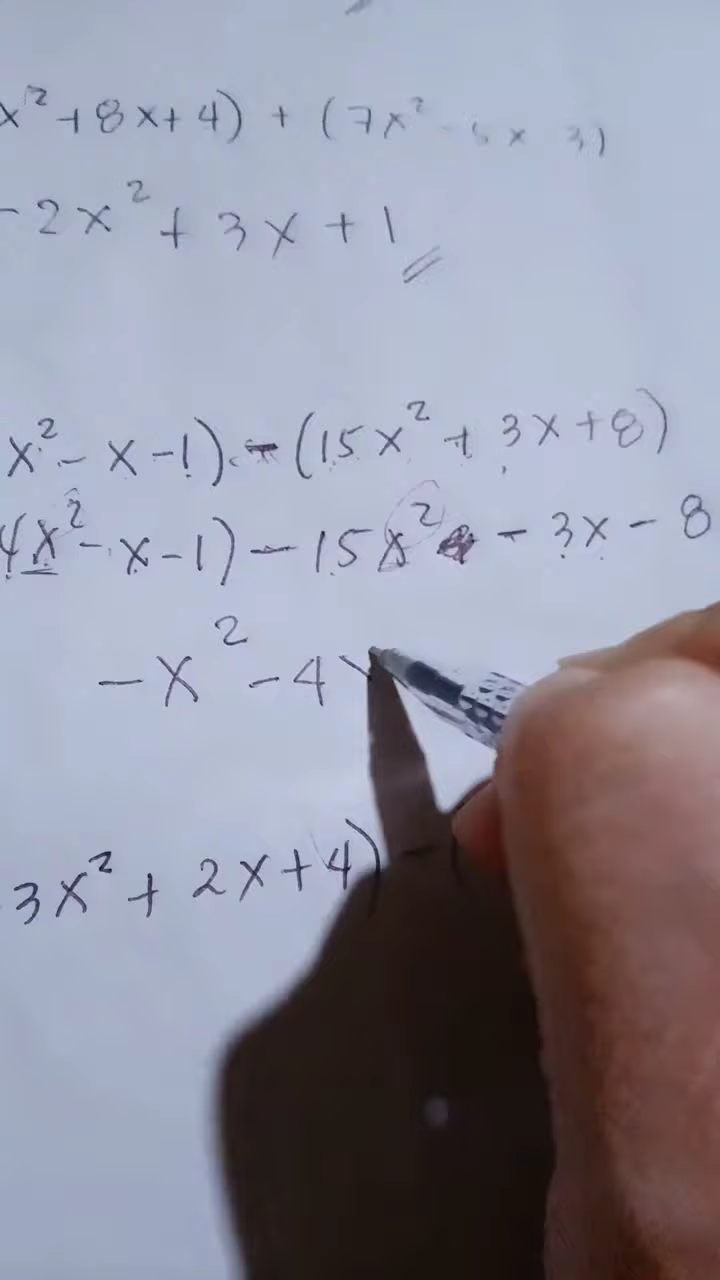 x² + 8x + 4) + (7x² - 5x - 3)
- 2x² + 3x + 1
x² - x - 1) - (15x² + 3x + 8)
4x² - x - 1) - 15x² - 3x - 8
- x² - 4x
3x² + 2x + 4)